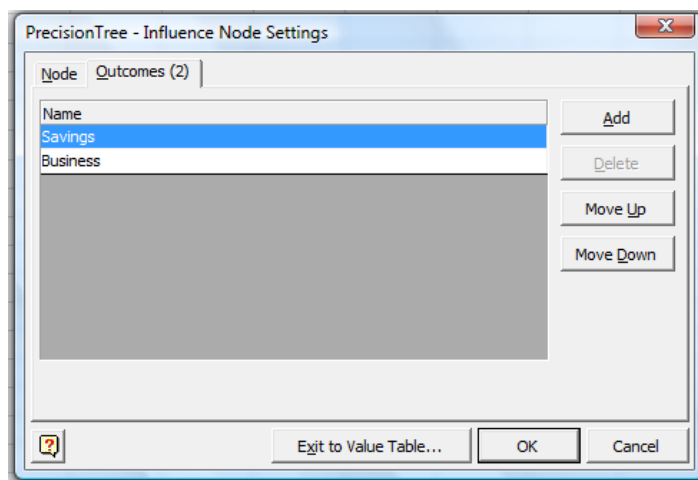 PrecisionTree - Influence Node Settings
Node Outcomes (2)
Name
Savings
Business
Add
Delete
Move Up
Move Down
Exit to Value Table... OK Cancel